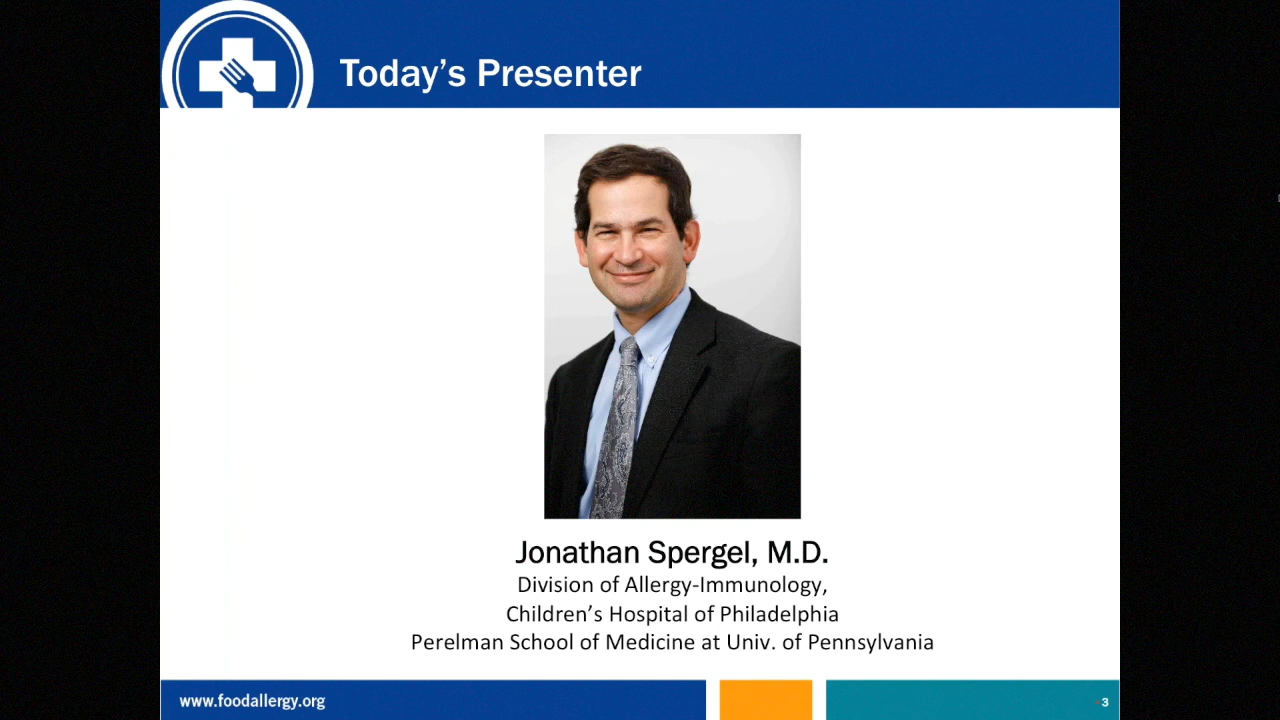 Today’s Presenter
Jonathan Spergel, M.D.
Division of Allergy-Immunology,
Children’s Hospital of Philadelphia
Perelman School of Medicine at Univ. of Pennsylvania
www.foodallergy.org
3